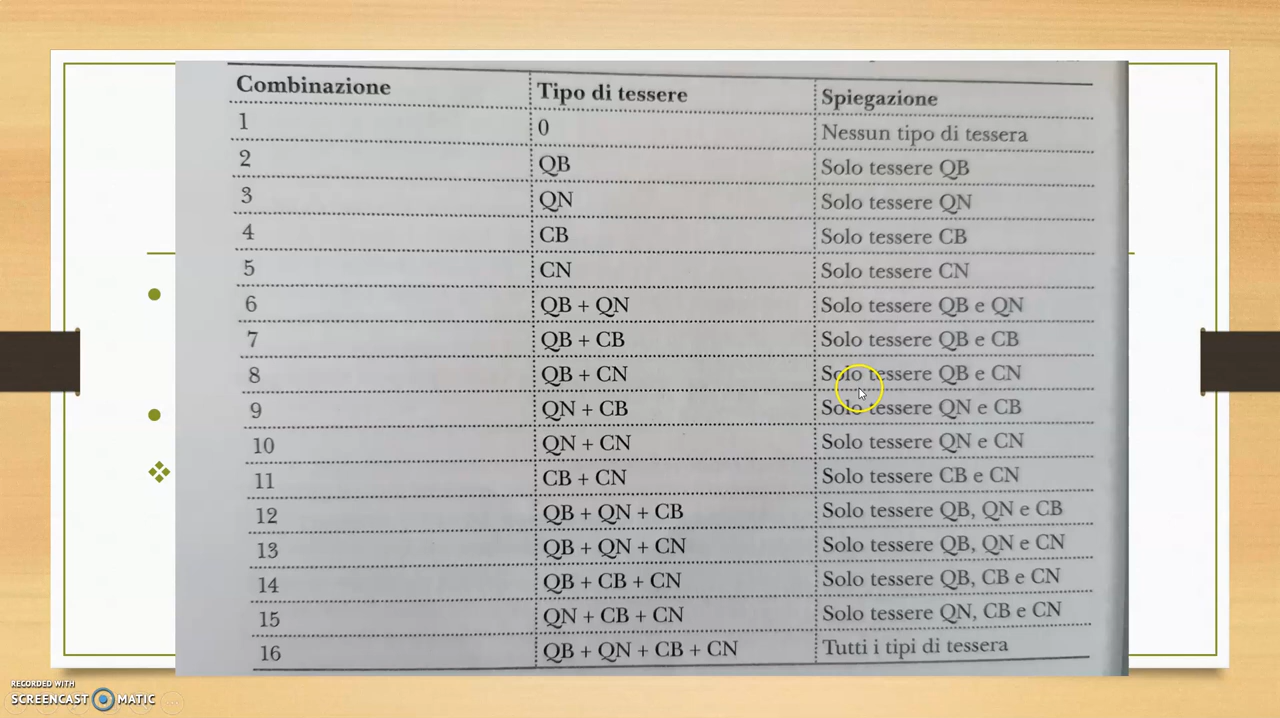 Combinazione Tipo di tessere Spiegazione
1 0 Nessun tipo di tessera
2 QB Solo tessere QB
3 QN Solo tessere QN
4 CB Solo tessere CB
5 CN Solo tessere CN
6 QB + QN Solo tessere QB e QN
7 QB + CB Solo tessere QB e CB
8 QB + CN Solo tessere QB e CN
9 QN + CB Solo tessere QN e CB
10 QN + CN Solo tessere QN e CN
11 CB + CN Solo tessere CB e CN
12 QB + QN + CB Solo tessere QB, QN e CB
13 QB + QN + CN Solo tessere QB, QN e CN
14 QB + CB + CN Solo tessere QB, CB e CN
15 QN + CB + CN Solo tessere QN, CB e CN
16 QB + QN + CB + CN Tutti i tipi di tessera
RECORDED WITH
SCREENCAST MATIC